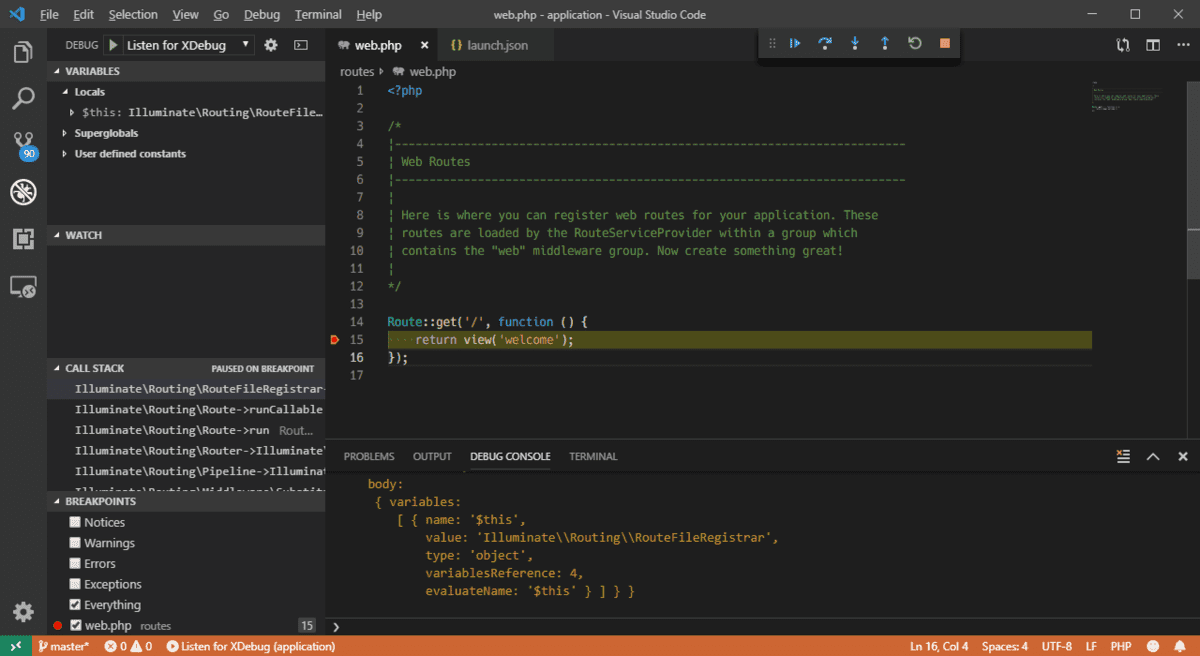 File Edit Selection View Go Debug Terminal Help
web.php - application - Visual Studio Code
DEBUG Listen for XDebug
web.php
{} launch.json
routes web.php
VARIABLES
Locals
$this: Illuminate\Routing\RouteFile…
Superglobals
User defined constants
90
WATCH
CALL STACK PAUSED ON BREAKPOINT
Illuminate\Routing\RouteFileRegistrar
Illuminate\Routing\Route->runCallable
Illuminate\Routing\Route->run Rout…
Illuminate\Routing\Router->Illuminate\
Illuminate\Routing\Pipeline->Illuminat
BREAKPOINTS
Notices
Warnings
Errors
Exceptions
Everything
web.php routes 15
1 <?php
2
3 /*
4 |--------------------------------------------------------------------------
5 | Web Routes
6 |--------------------------------------------------------------------------
7 |
8 | Here is where you can register web routes for your application. These
9 | routes are loaded by the RouteServiceProvider within a group which
10 | contains the "web" middleware group. Now create something great!
11 |
12 */
13
14 Route::get('/', function () {
15 ····return view('welcome');
16 });
17
PROBLEMS OUTPUT DEBUG CONSOLE TERMINAL
body:
{ variables:
[ { name: '$this',
value: 'Illuminate\\Routing\\RouteFileRegistrar',
type: 'object',
variablesReference: 4,
evaluateName: '$this' } ] } }
master* 0 0 Listen for XDebug (application)
Ln 16, Col 4 Spaces: 4 UTF-8 LF PHP